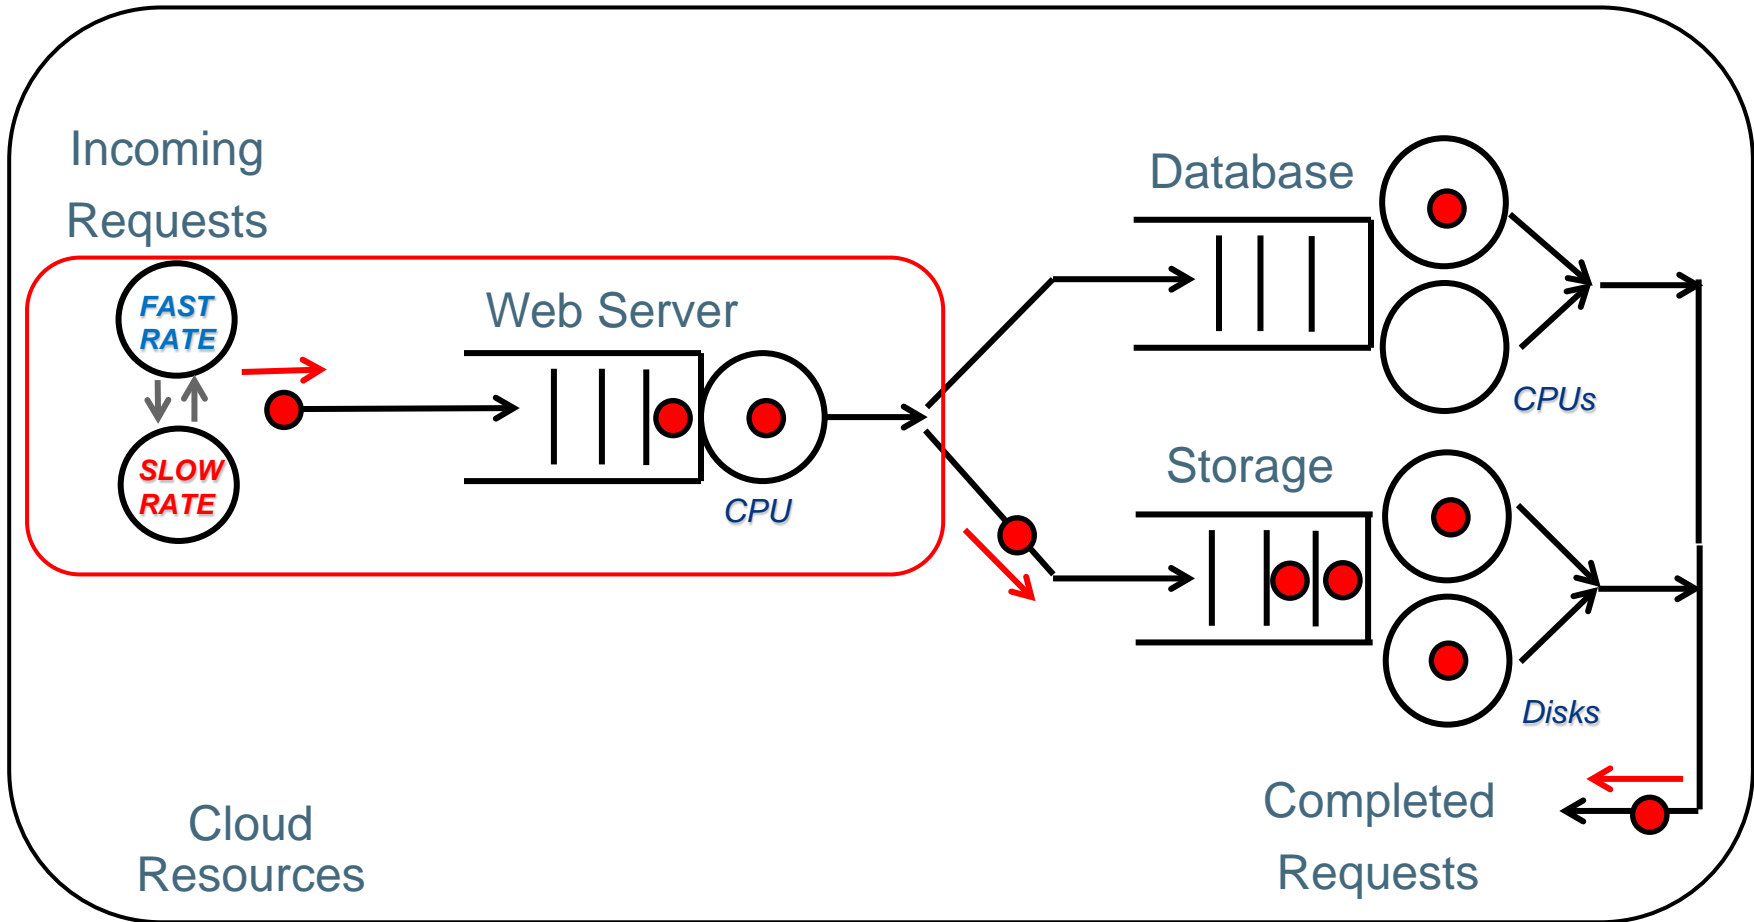 Incoming
Requests
FAST
RATE
SLOW
RATE
Web Server
CPU
Database
CPUs
Storage
Disks
Completed
Requests
Cloud
Resources